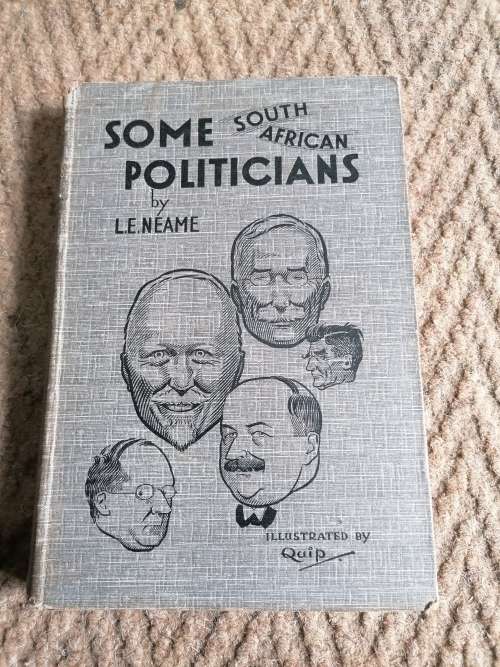 SOME SOUTH AFRICAN
POLITICIANS
by
L.E. NEAME
ILLUSTRATED BY
Quip